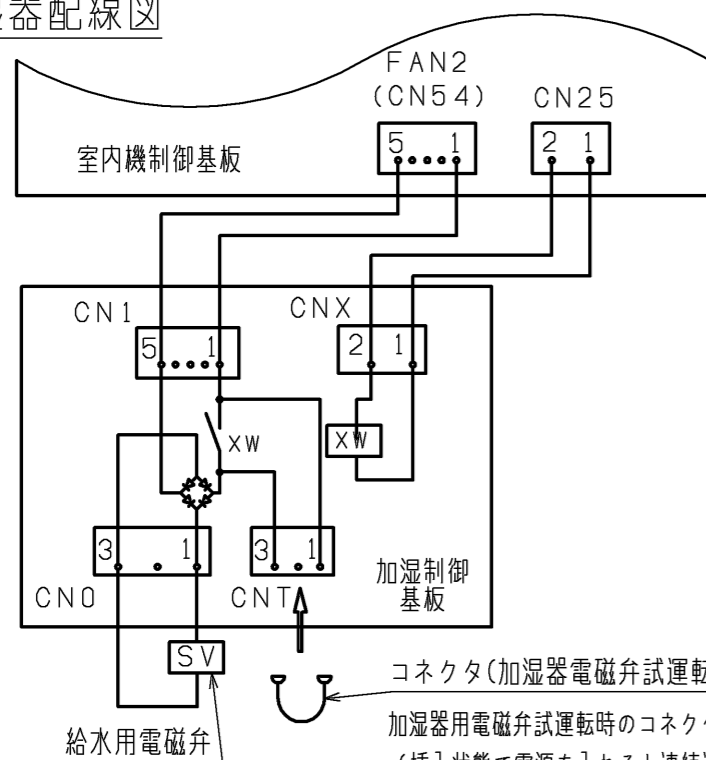 器配線図
FAN2
(CN54)
CN25
5 1
2 1
室内機制御基板
CN1
CNX
5 1
2 1
XW
XW
3 1
3 1
CN0
CNT
加湿制御
基板
SV
コネクタ(加湿器電磁弁試運転
給水用電磁弁
加湿器用電磁弁試運転時のコネク